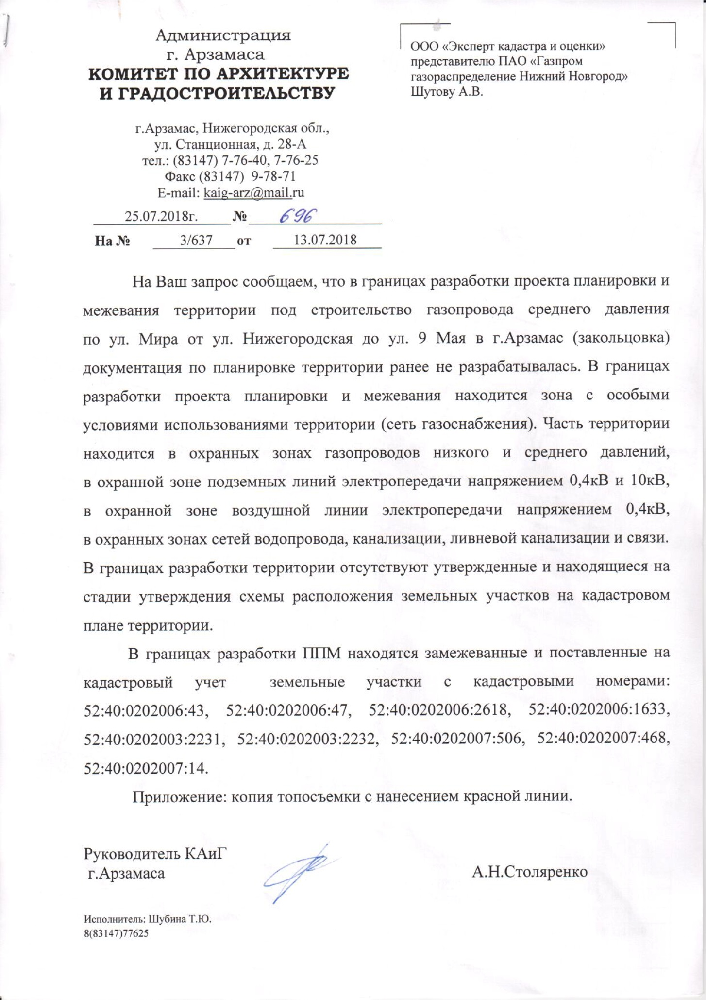 Администрация
г. Арзамаса
КОМИТЕТ ПО АРХИТЕКТУРЕ
И ГРАДОСТРОИТЕЛЬСТВУ
г.Арзамас, Нижегородская обл.,
ул. Станционная, д. 28-А
тел.: (83147) 7-76-40, 7-76-25
Факс (83147) 9-78-71
E-mail: kaig-arz@mail.ru
25.07.2018г. № 696
На № 3/637 от 13.07.2018
ООО «Эксперт кадастра и оценки»
представителю ПАО «Газпром
газораспределение Нижний Новгород»
Шутову А.В.
На Ваш запрос сообщаем, что в границах разработки проекта планировки и
межевания территории под строительство газопровода среднего давления
по ул. Мира от ул. Нижегородская до ул. 9 Мая в г.Арзамас (закольцовка)
документация по планировке территории ранее не разрабатывалась. В границах
разработки проекта планировки и межевания находится зона с особыми
условиями использованиями территории (сеть газоснабжения). Часть территории
находится в охранных зонах газопроводов низкого и среднего давлений,
в охранной зоне подземных линий электропередачи напряжением 0,4кВ и 10кВ,
в охранной зоне воздушной линии электропередачи напряжением 0,4кВ,
в охранных зонах сетей водопровода, канализации, ливневой канализации и связи.
В границах разработки территории отсутствуют утвержденные и находящиеся на
стадии утверждения схемы расположения земельных участков на кадастровом
плане территории.
В границах разработки ППМ находятся замежеванные и поставленные на
кадастровый учет земельные участки с кадастровыми номерами:
52:40:0202006:43, 52:40:0202006:47, 52:40:0202006:2618, 52:40:0202006:1633,
52:40:0202003:2231, 52:40:0202003:2232, 52:40:0202007:506, 52:40:0202007:468,
52:40:0202007:14.
Приложение: копия топосъемки с нанесением красной линии.
Руководитель КАиГ
г.Арзамаса А.Н.Столяренко
Исполнитель: Шубина Т.Ю.
8(83147)77625